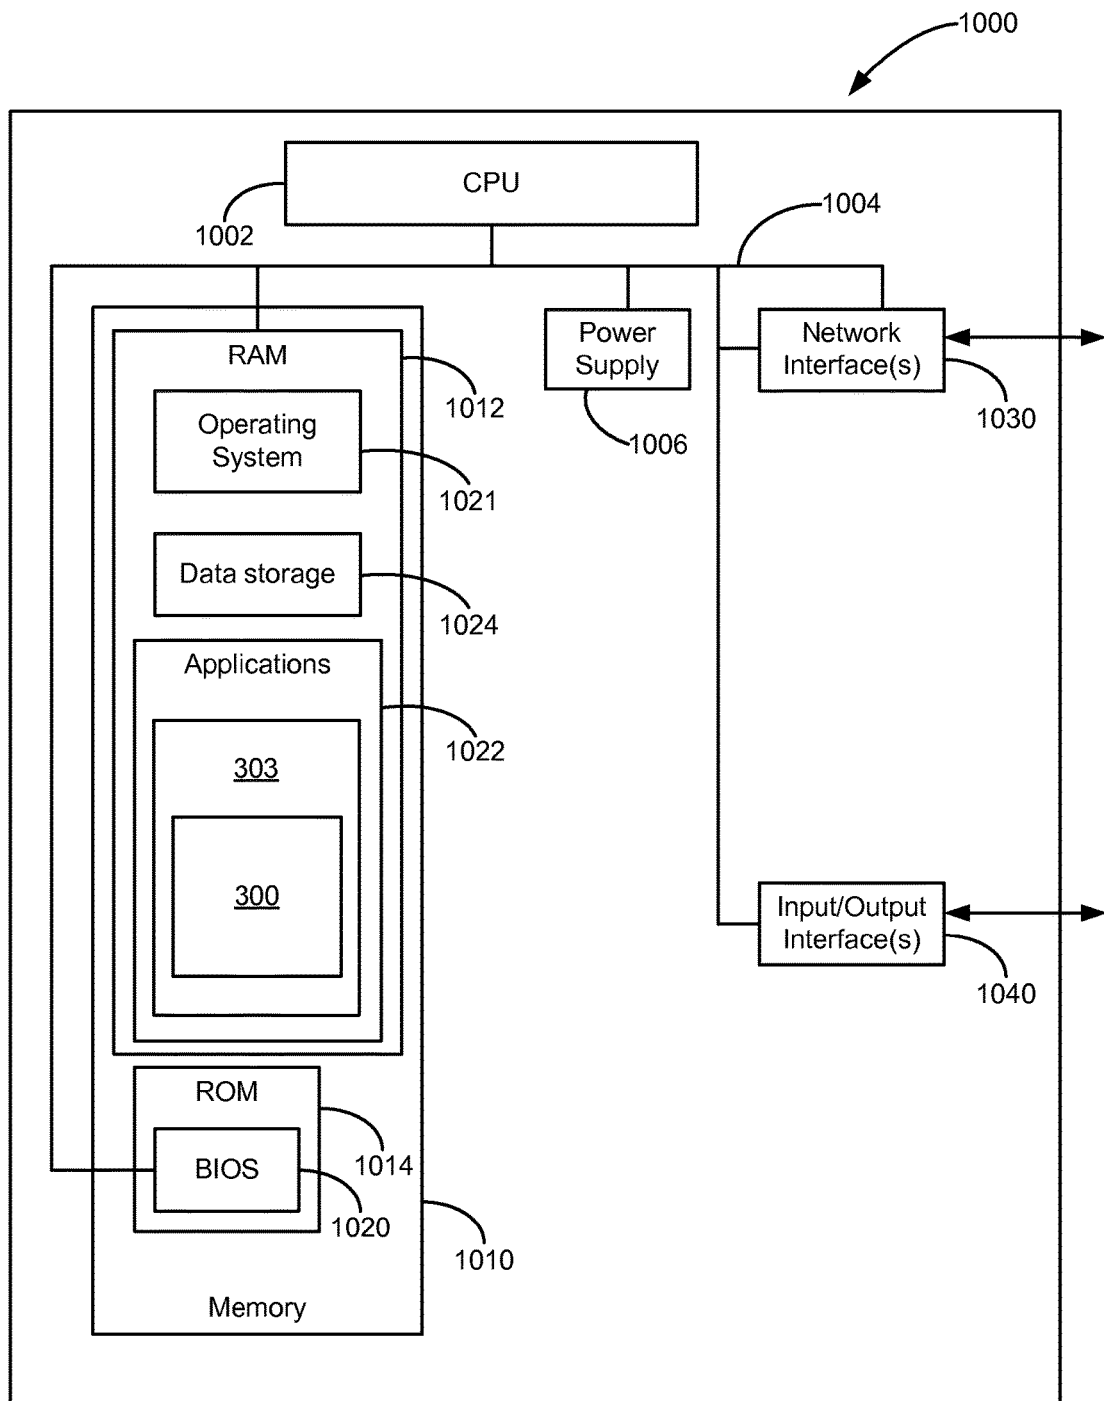 1000
CPU
1002
1004
RAM
1012
Operating
System
1021
Data storage
1024
Applications
1022
303
300
ROM
1014
BIOS
1020
1010
Memory
Power
Supply
1006
Network
Interface(s)
1030
Input/Output
Interface(s)
1040